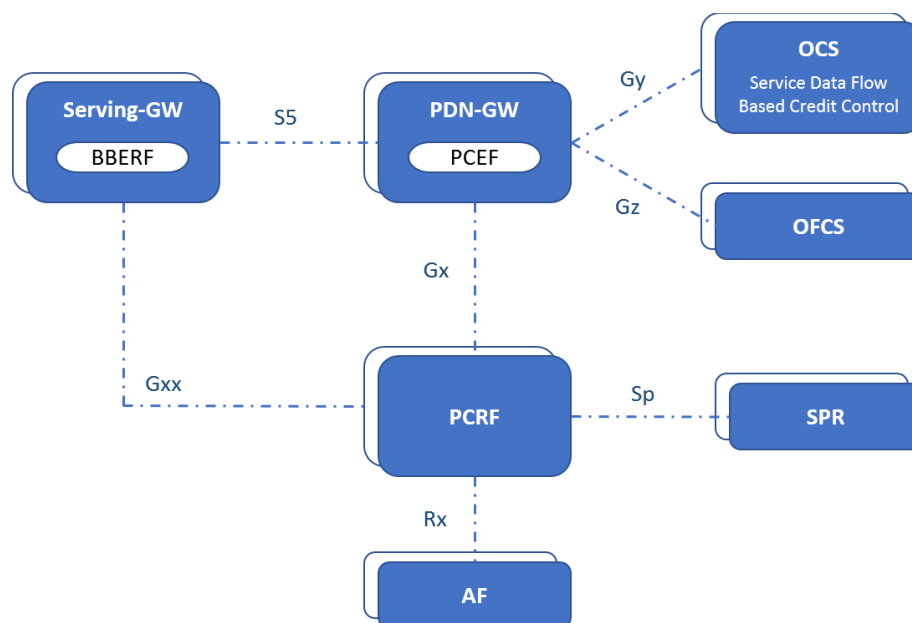 OCS
Service Data Flow
Based Credit Control
Gy
Serving-GW
BBERF
S5
PDN-GW
PCEF
Gz
OFCS
Gx
Gxx
PCRF
Sp
SPR
Rx
AF